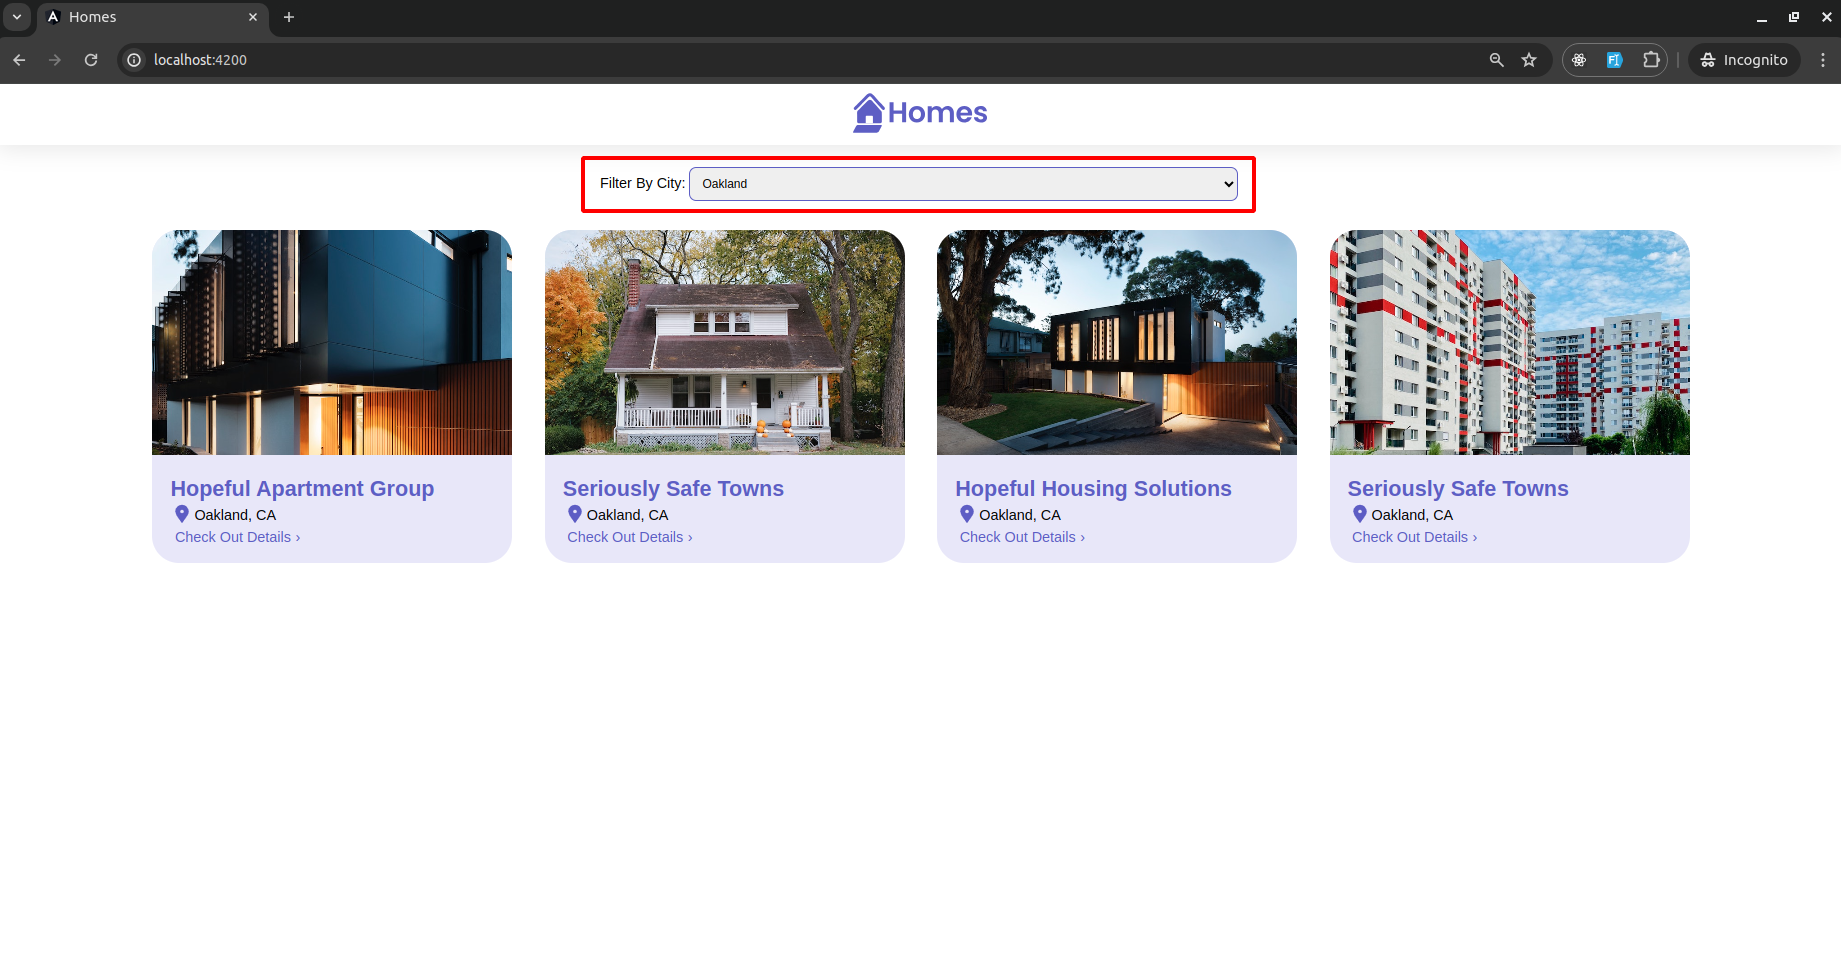 Homes
localhost:4200
Incognito
Homes
Filter By City: Oakland
Hopeful Apartment Group
Oakland, CA
Check Out Details ›
Seriously Safe Towns
Oakland, CA
Check Out Details ›
Hopeful Housing Solutions
Oakland, CA
Check Out Details ›
Seriously Safe Towns
Oakland, CA
Check Out Details ›